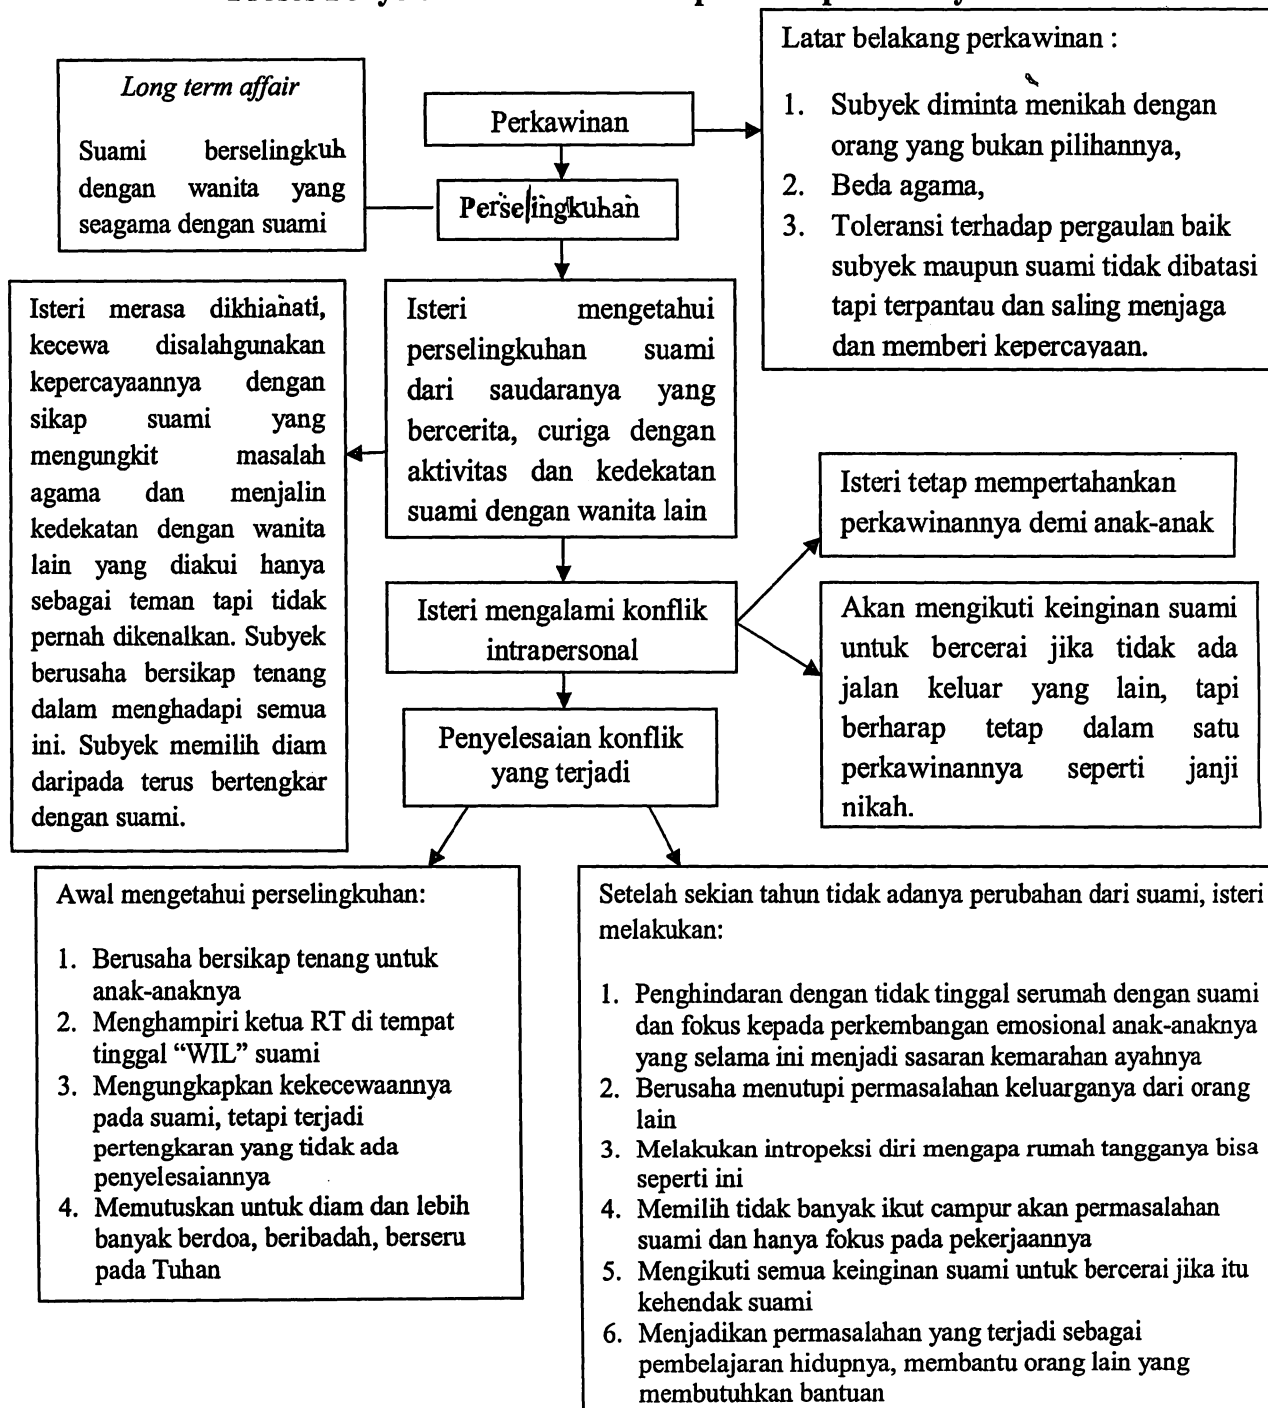 Latar belakang perkawinan :
1. Subyek diminta menikah dengan
orang yang bukan pilihannya,
2. Beda agama,
3. Toleransi terhadap pergaulan baik
subyek maupun suami tidak dibatasi
tapi terpantau dan saling menjaga
dan memberi kepercayaan.
Long term affair
Suami berselingkuh
dengan wanita yang
seagama dengan suami
Perkawinan
Perselingkuhan
Isteri merasa dikhianati,
kecewa disalahgunakan
kepercayaannya dengan
sikap suami yang
mengungkit masalah
agama dan menjalin
kedekatan dengan wanita
lain yang diakui hanya
sebagai teman tapi tidak
pernah dikenalkan. Subyek
berusaha bersikap tenang
dalam menghadapi semua
ini. Subyek memilih diam
daripada terus bertengkar
dengan suami.
Isteri mengetahui
perselingkuhan suami
dari saudaranya yang
bercerita, curiga dengan
aktivitas dan kedekatan
suami dengan wanita lain
Isteri mengalami konflik
intrapersonal
Isteri tetap mempertahankan
perkawinannya demi anak-anak
Akan mengikuti keinginan suami
untuk bercerai jika tidak ada
jalan keluar yang lain, tapi
berharap tetap dalam satu
perkawinannya seperti janji
nikah.
Penyelesaian konflik
yang terjadi
Awal mengetahui perselingkuhan:
1. Berusaha bersikap tenang untuk
anak-anaknya
2. Menghampiri ketua RT di tempat
tinggal “WIL” suami
3. Mengungkapkan kekecewaannya
pada suami, tetapi terjadi
pertengkaran yang tidak ada
penyelesaiannya
4. Memutuskan untuk diam dan lebih
banyak berdoa, beribadah, berseru
pada Tuhan
Setelah sekian tahun tidak adanya perubahan dari suami, isteri
melakukan:
1. Penghindaran dengan tidak tinggal serumah dengan suami
dan fokus kepada perkembangan emosional anak-anaknya
yang selama ini menjadi sasaran kemarahan ayahnya
2. Berusaha menutupi permasalahan keluarganya dari orang
lain
3. Melakukan intropeksi diri mengapa rumah tangganya bisa
seperti ini
4. Memilih tidak banyak ikut campur akan permasalahan
suami dan hanya fokus pada pekerjaannya
5. Mengikuti semua keinginan suami untuk bercerai jika itu
kehendak suami
6. Menjadikan permasalahan yang terjadi sebagai
pembelajaran hidupnya, membantu orang lain yang
membutuhkan bantuan